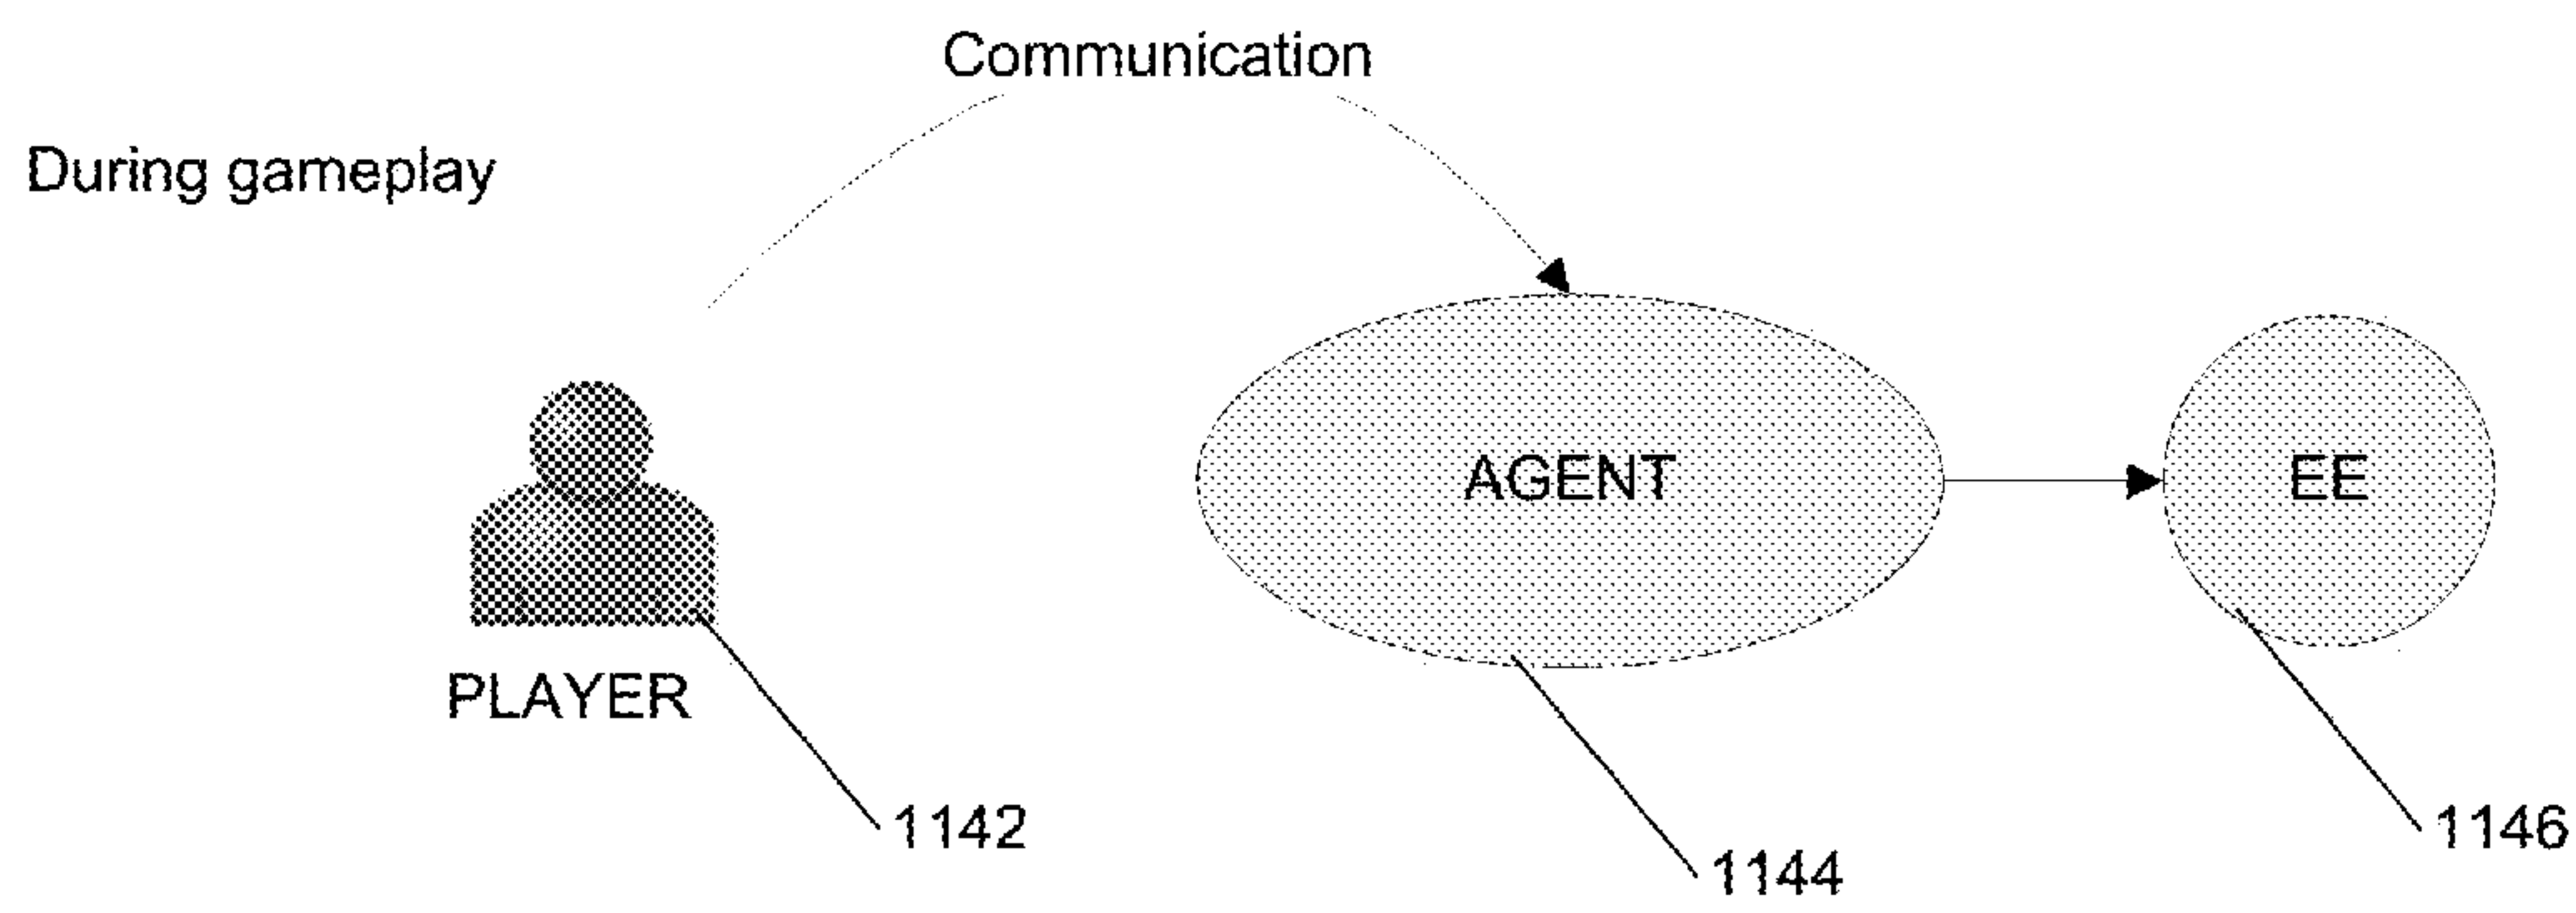 Communication
During gameplay
AGENT
EE
PLAYER
1142
1146
1144